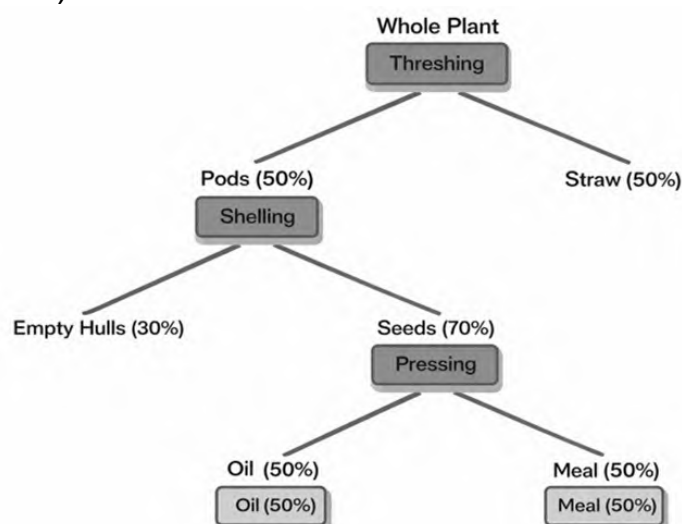 Whole Plant
Threshing
Pods (50%)
Straw (50%)
Shelling
Empty Hulls (30%)
Seeds (70%)
Pressing
Oil (50%)
Meal (50%)
Oil (50%)
Meal (50%)